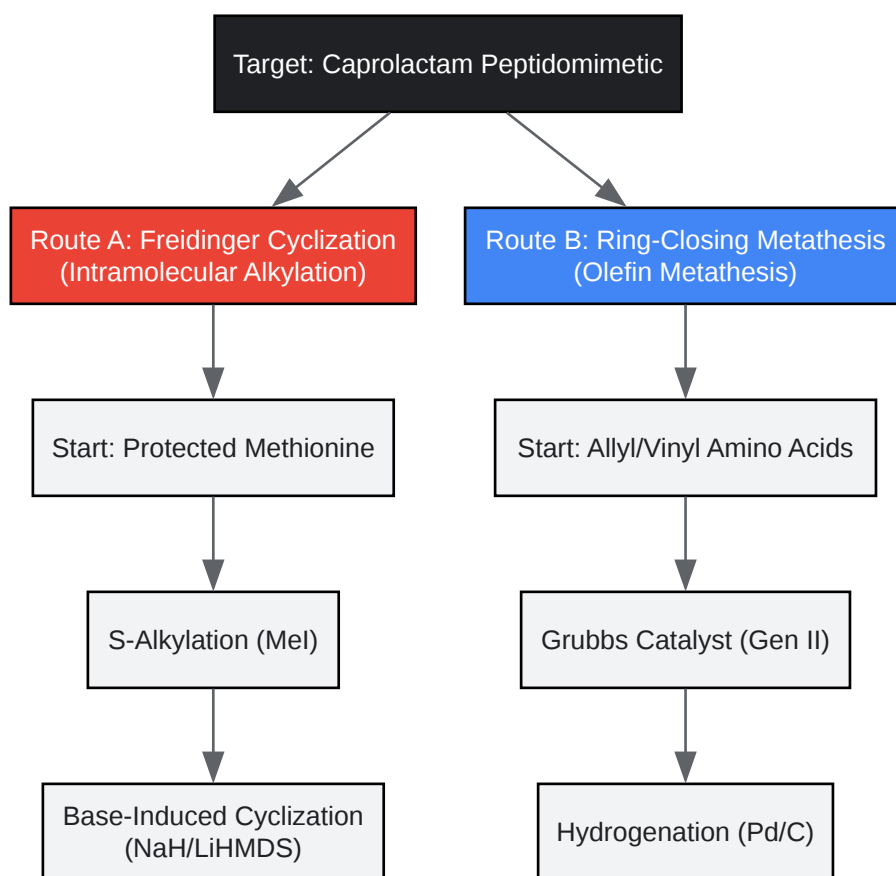 Target: Caprolactam Peptidomimetic
Route A: Freidinger Cyclization
(Intramolecular Alkylation)
Route B: Ring-Closing Metathesis
(Olefin Metathesis)
Start: Protected Methionine
Start: Allyl/Vinyl Amino Acids
S-Alkylation (MeI)
Grubbs Catalyst (Gen II)
Base-Induced Cyclization
(NaH/LiHMDS)
Hydrogenation (Pd/C)